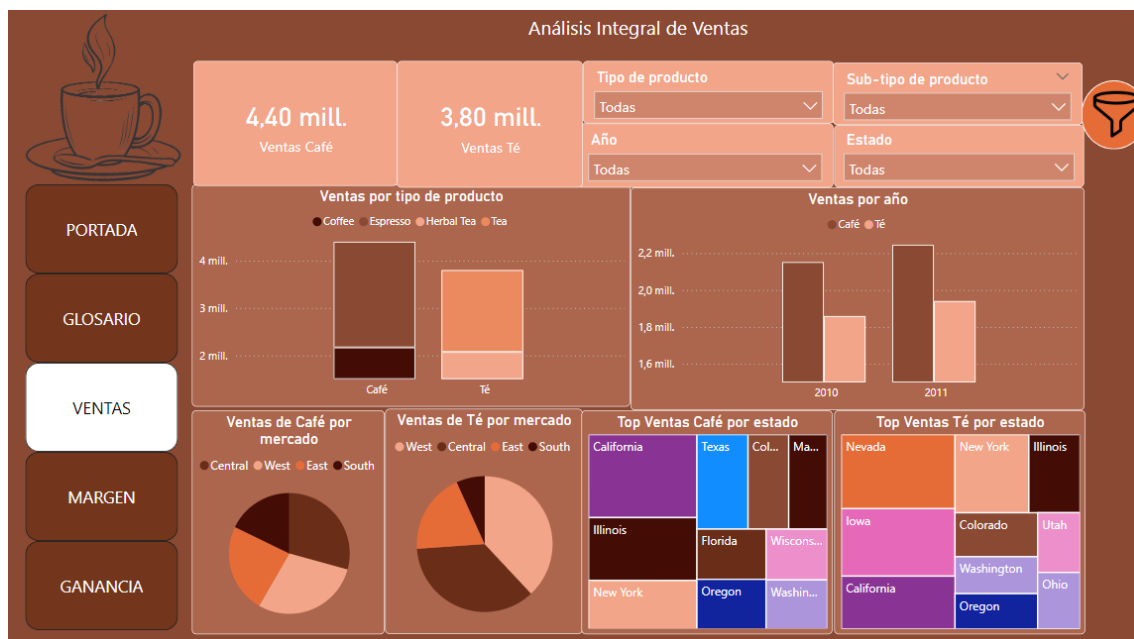 Análisis Integral de Ventas
4,40 mill.
Ventas Café
3,80 mill.
Ventas Té
Tipo de producto
Todas
Sub-tipo de producto
Todas
Año
Todas
Estado
Todas
PORTADA
GLOSARIO
VENTAS
MARGEN
GANANCIA
Ventas por tipo de producto
Coffee Espresso Herbal Tea Tea
4 mill.
3 mill.
2 mill.
Café Té
Ventas por año
Café Té
2,2 mill.
2,0 mill.
1,8 mill.
1,6 mill.
2010 2011
Ventas de Café por
mercado
Central West East South
Ventas de Té por mercado
West Central East South
Top Ventas Café por estado
California Texas Col... Ma...
Illinois Florida Wiscons...
New York Oregon Washin...
Top Ventas Té por estado
Nevada New York Illinois
Iowa Colorado Utah
Washington
California Oregon Ohio